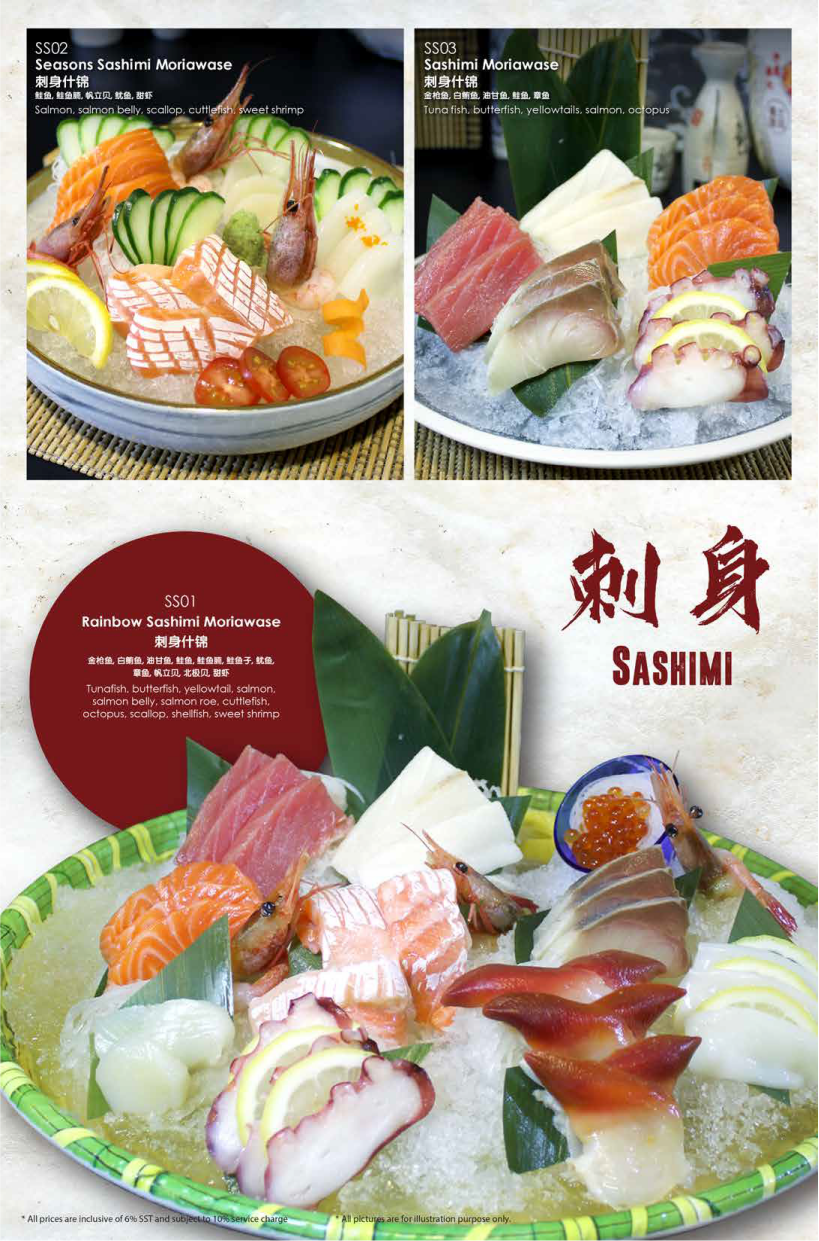 SS02
Seasons Sashimi Moriawase
刺身什锦
鲑鱼, 鲑鱼腩, 帆立贝, 魷鱼, 甜虾
Salmon, salmon belly, scallop, cuttlefish, sweet shrimp
SS03
Sashimi Moriawase
刺身什锦
金枪鱼, 白鲔鱼, 油甘鱼, 鲑鱼, 章鱼
Tuna fish, butterfish, yellowtails, salmon, octopus
刺身
SASHIMI
SS01
Rainbow Sashimi Moriawase
刺身什锦
金枪鱼, 白鲔鱼, 油甘鱼, 鲑鱼, 鲑鱼腩, 鲑鱼子, 魷鱼,
章鱼, 帆立贝, 北极贝, 甜虾
Tunafish, butterfish, yellowtail, salmon,
salmon belly, salmon roe, cuttlefish,
octopus, scallop, shellfish, sweet shrimp
* All prices are inclusive of 6% SST and subject to 10% service charge
* All pictures are for illustration purpose only.